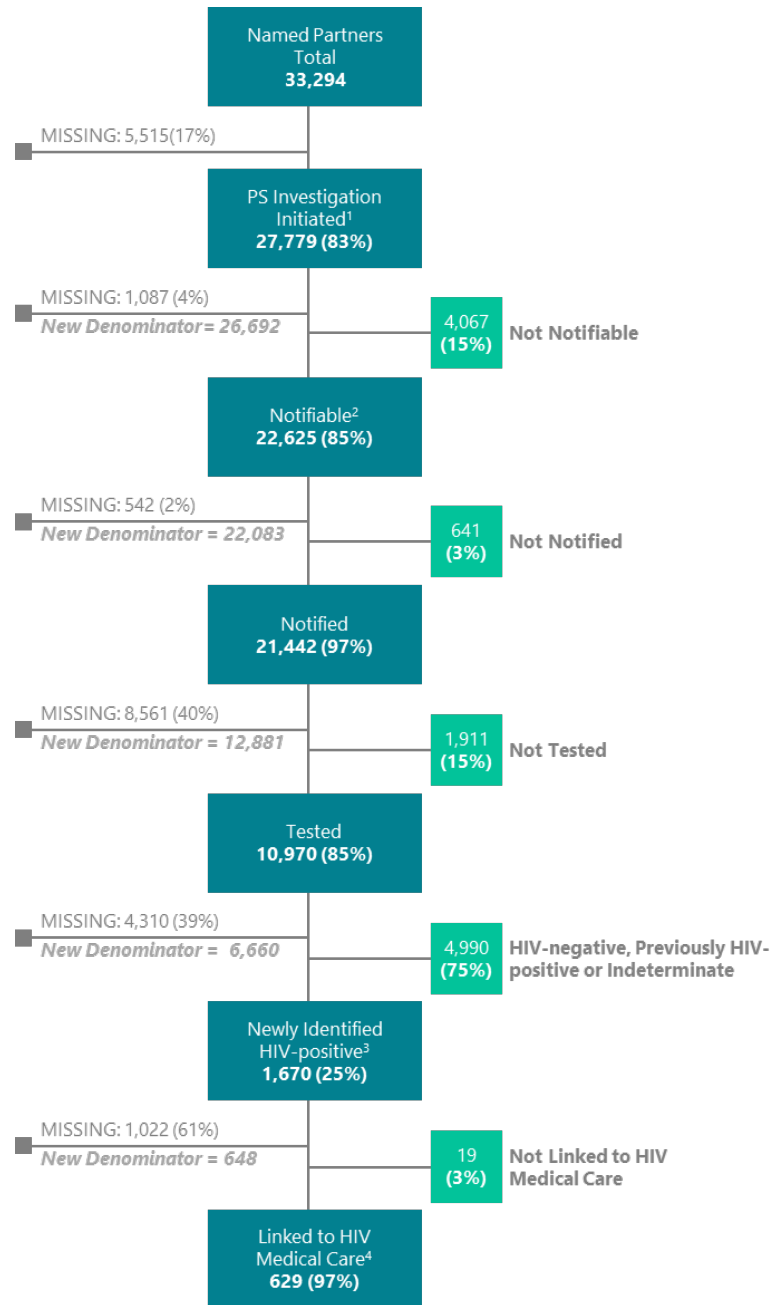 Named Partners
Total
33,294
MISSING: 5,515(17%)
PS Investigation
Initiated¹
27,779 (83%)
MISSING: 1,087 (4%)
New Denominator= 26,692
4,067
(15%)
Not Notifiable
Notifiable²
22,625 (85%)
MISSING: 542 (2%)
New Denominator = 22,083
641
(3%)
Not Notified
Notified
21,442 (97%)
MISSING: 8,561 (40%)
New Denominator = 12,881
1,911
(15%)
Not Tested
Tested
10,970 (85%)
MISSING: 4,310 (39%)
New Denominator = 6,660
4,990
(75%)
HIV-negative, Previously HIV-
positive or Indeterminate
Newly Identified
HIV-positive³
1,670 (25%)
MISSING: 1,022 (61%)
New Denominator = 648
19
(3%)
Not Linked to HIV
Medical Care
Linked to HIV
Medical Care⁴
629 (97%)